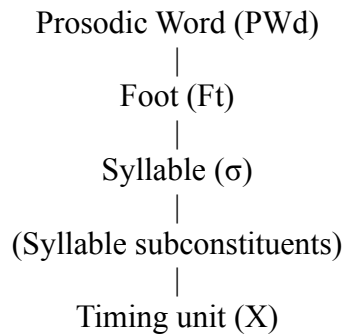 Prosodic Word (PWd)
Foot (Ft)
Syllable (σ)
(Syllable subconstituents)
Timing unit (X)